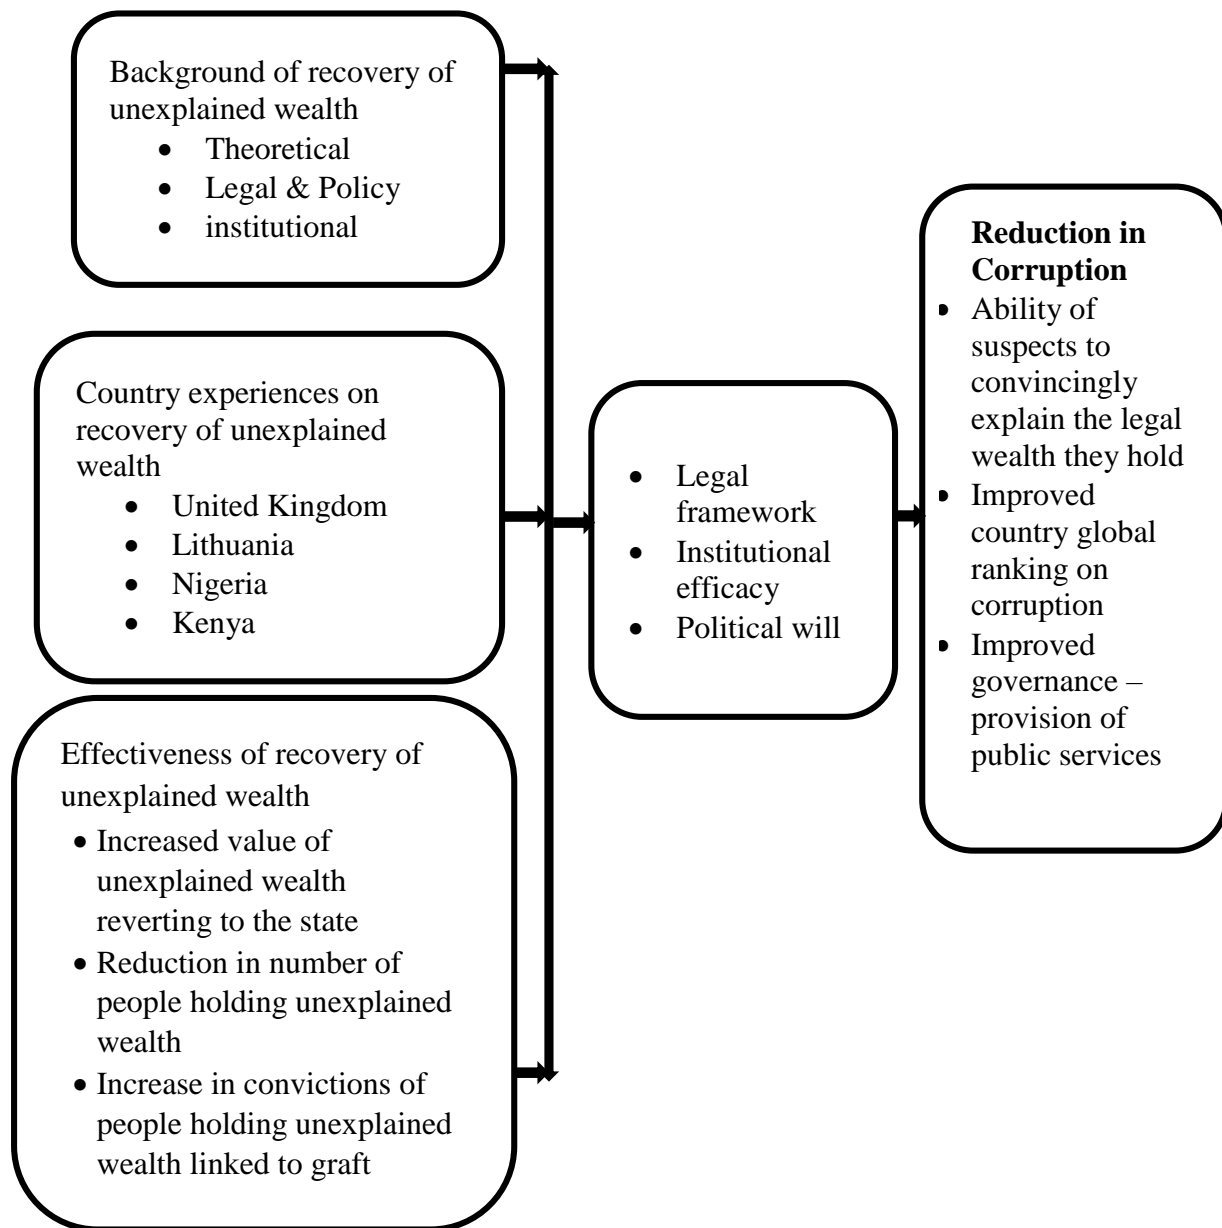 Background of recovery of
unexplained wealth
• Theoretical
• Legal & Policy
• institutional
Country experiences on
recovery of unexplained
wealth
• United Kingdom
• Lithuania
• Nigeria
• Kenya
Effectiveness of recovery of
unexplained wealth
• Increased value of
unexplained wealth
reverting to the state
• Reduction in number of
people holding unexplained
wealth
• Increase in convictions of
people holding unexplained
wealth linked to graft
• Legal
framework
• Institutional
efficacy
• Political will
Reduction in
Corruption
• Ability of
suspects to
convincingly
explain the legal
wealth they hold
• Improved
country global
ranking on
corruption
• Improved
governance –
provision of
public services